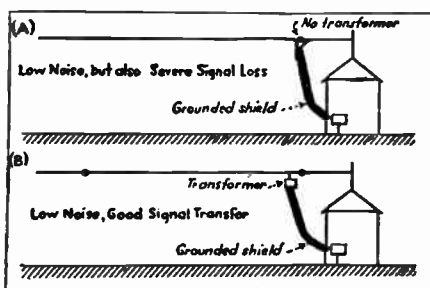 (A)
No transformer
Low Noise, but also Severe Signal Loss
Grounded shield
(B)
Transformer
Low Noise, Good Signal Transfer
Grounded shield